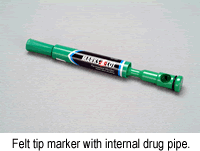 Felt tip marker with internal drug pipe.